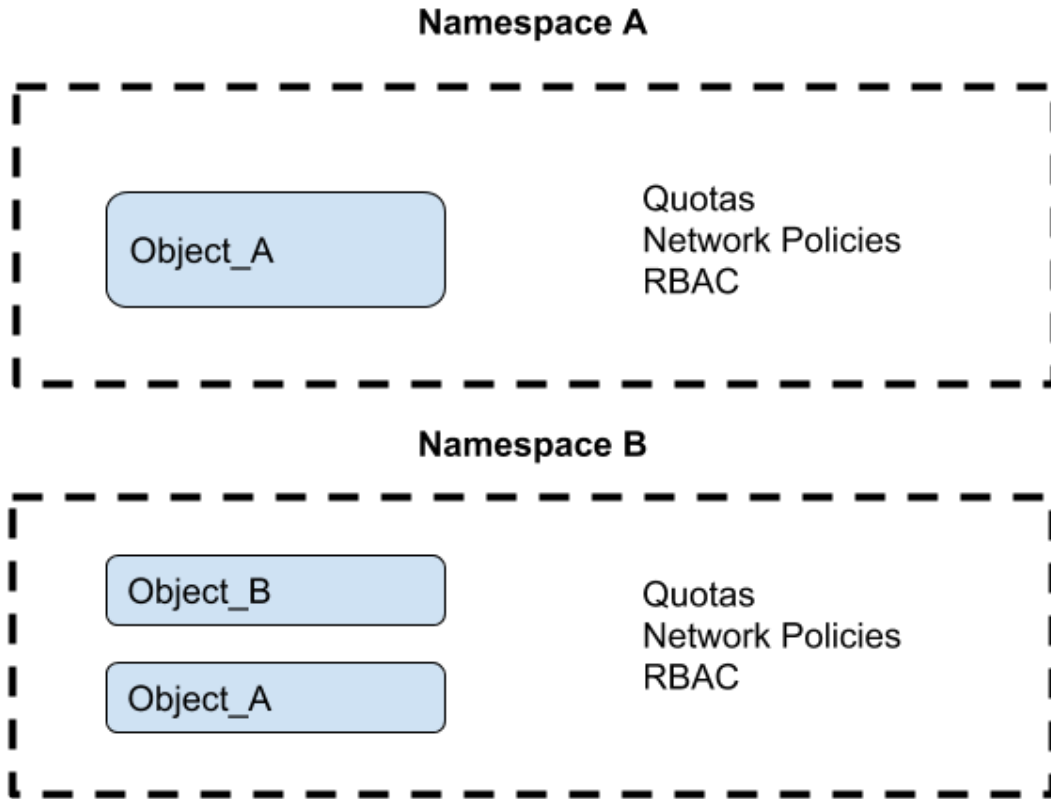 Namespace A
Object_A
Quotas
Network Policies
RBAC
Namespace B
Object_B
Object_A
Quotas
Network Policies
RBAC